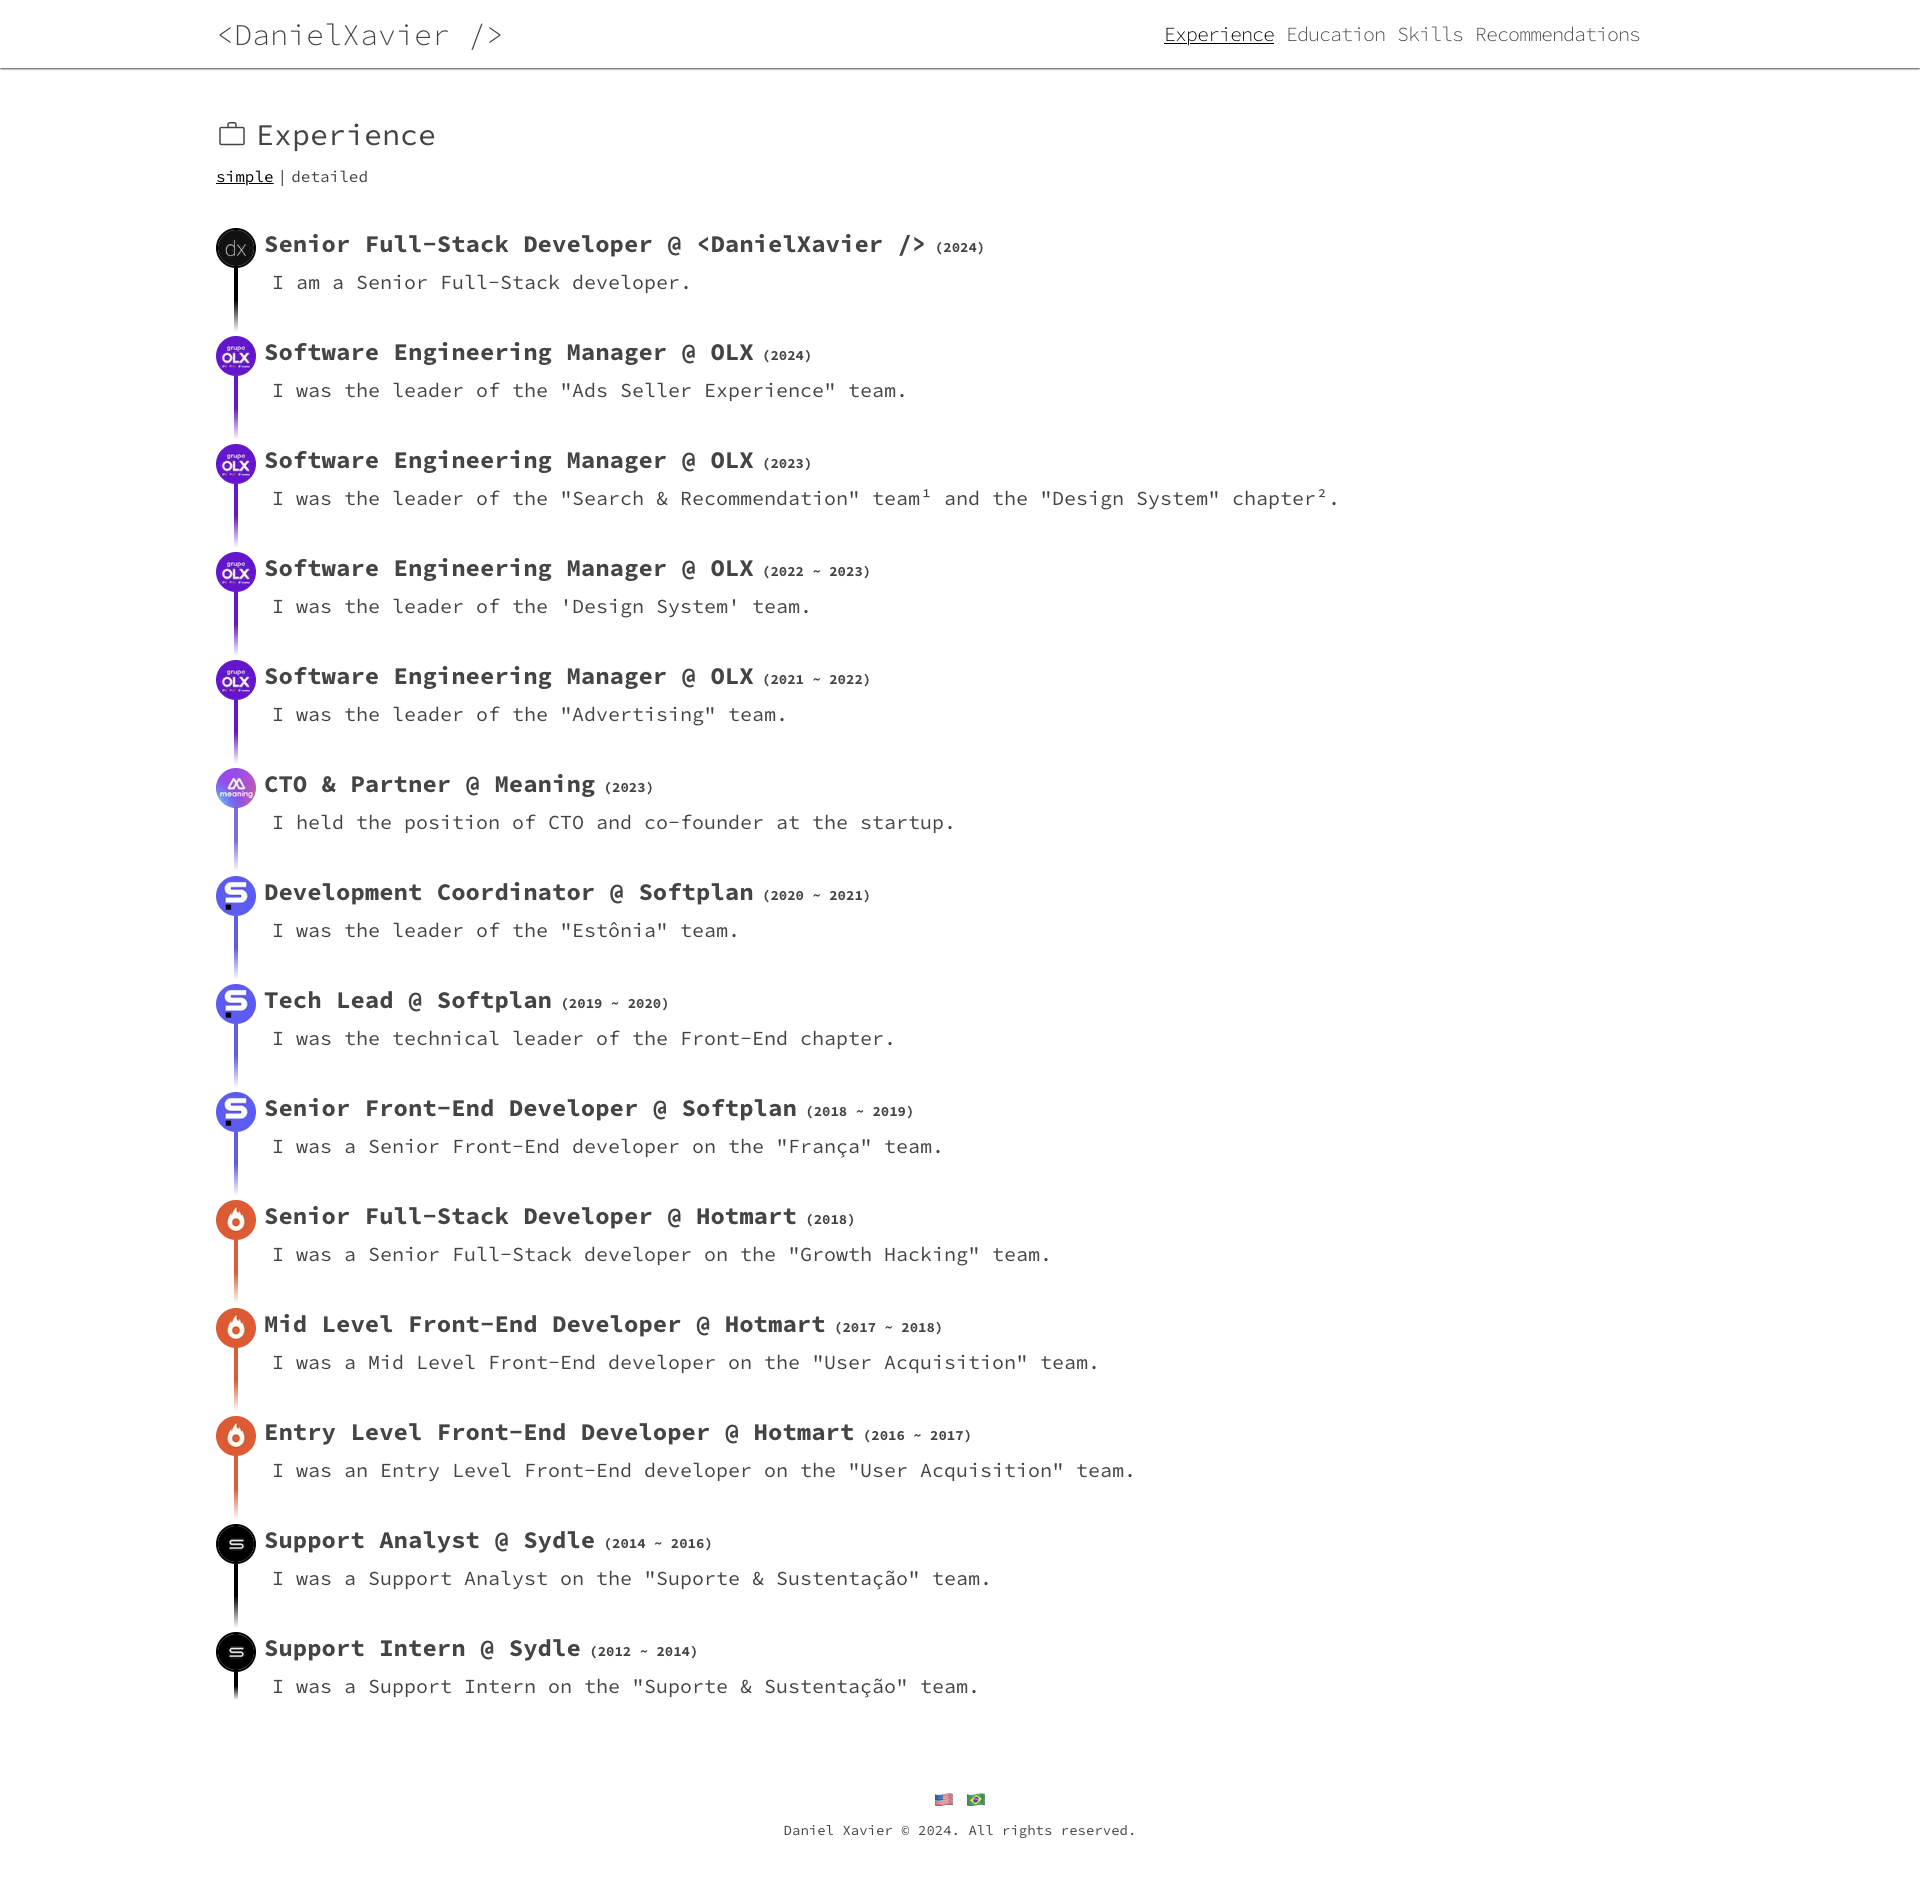 <DanielXavier />
Experience Education Skills Recommendations
Experience
simple | detailed
dx
Senior Full-Stack Developer @ <DanielXavier /> (2024)
I am a Senior Full-Stack developer.
grupo
OLX
Software Engineering Manager @ OLX (2024)
I was the leader of the "Ads Seller Experience" team.
grupo
OLX
Software Engineering Manager @ OLX (2023)
I was the leader of the "Search & Recommendation" team¹ and the "Design System" chapter².
grupo
OLX
Software Engineering Manager @ OLX (2022 ~ 2023)
I was the leader of the 'Design System' team.
grupo
OLX
Software Engineering Manager @ OLX (2021 ~ 2022)
I was the leader of the "Advertising" team.
meaning
CTO & Partner @ Meaning (2023)
I held the position of CTO and co-founder at the startup.
Development Coordinator @ Softplan (2020 ~ 2021)
I was the leader of the "Estônia" team.
Tech Lead @ Softplan (2019 ~ 2020)
I was the technical leader of the Front-End chapter.
Senior Front-End Developer @ Softplan (2018 ~ 2019)
I was a Senior Front-End developer on the "França" team.
Senior Full-Stack Developer @ Hotmart (2018)
I was a Senior Full-Stack developer on the "Growth Hacking" team.
Mid Level Front-End Developer @ Hotmart (2017 ~ 2018)
I was a Mid Level Front-End developer on the "User Acquisition" team.
Entry Level Front-End Developer @ Hotmart (2016 ~ 2017)
I was an Entry Level Front-End developer on the "User Acquisition" team.
Support Analyst @ Sydle (2014 ~ 2016)
I was a Support Analyst on the "Suporte & Sustentação" team.
Support Intern @ Sydle (2012 ~ 2014)
I was a Support Intern on the "Suporte & Sustentação" team.
Daniel Xavier © 2024. All rights reserved.